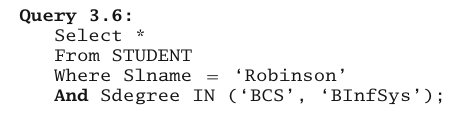 Query 3.6:
Select *
From STUDENT
Where Slname = ‘Robinson’
And Sdegree IN (‘BCS’, ‘BInfSys’);